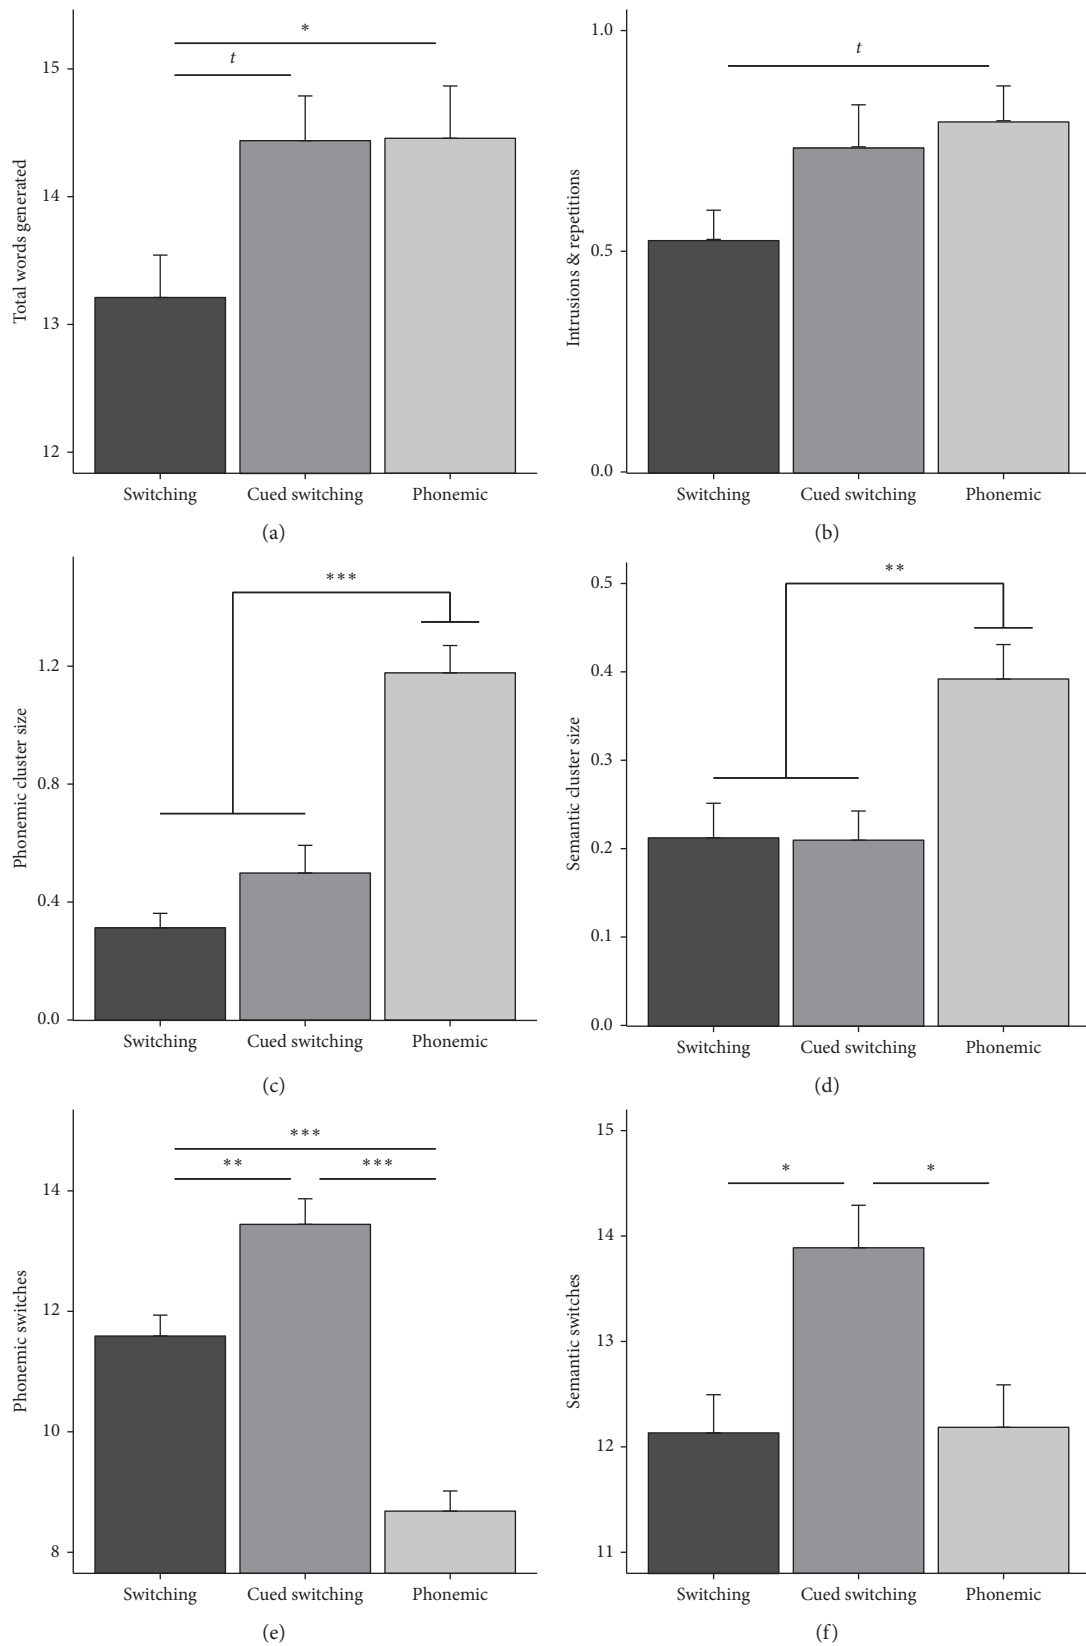 *
t
15
14
13
12
Total words generated
Switching
Cued switching
Phonemic
(a)
t
1.0
0.5
0.0
Intrusions & repetitions
Switching
Cued switching
Phonemic
(b)
***
1.2
0.8
0.4
0.0
Phonemic cluster size
Switching
Cued switching
Phonemic
(c)
**
0.5
0.4
0.3
0.2
0.1
0.0
Semantic cluster size
Switching
Cued switching
Phonemic
(d)
***
**
***
14
12
10
8
Phonemic switches
Switching
Cued switching
Phonemic
(e)
*
*
15
14
13
12
11
Semantic switches
Switching
Cued switching
Phonemic
(f)